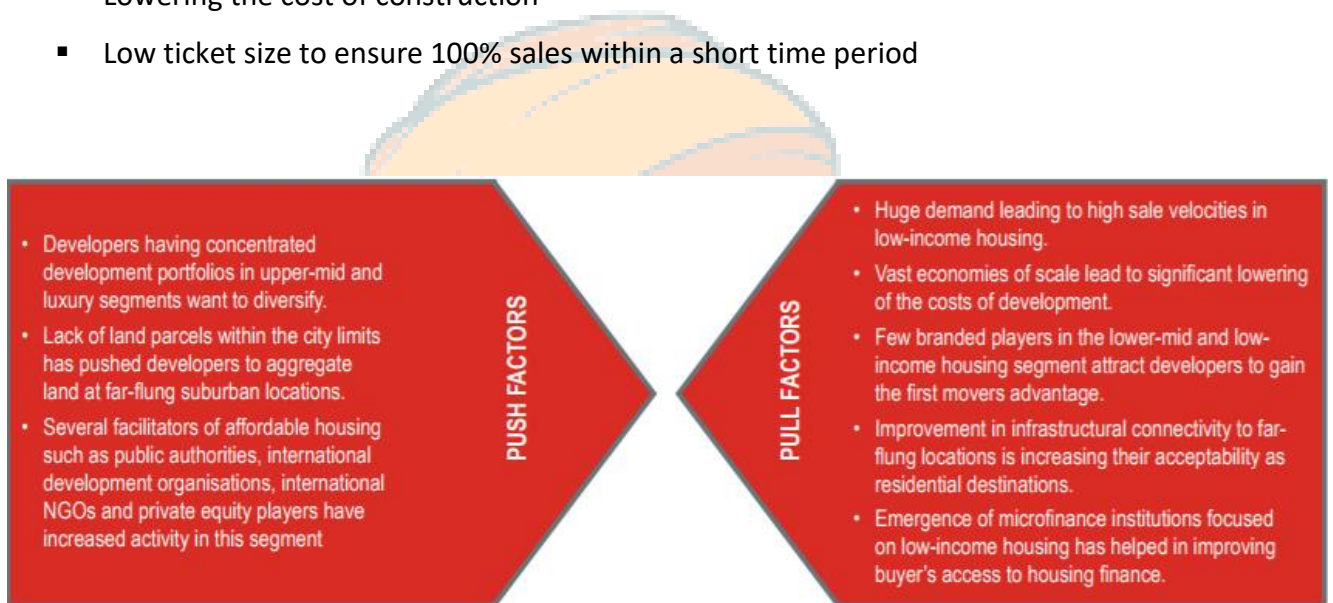 Lowering the cost of construction
▪ Low ticket size to ensure 100% sales within a short time period
• Developers having concentrated
development portfolios in upper-mid and
luxury segments want to diversify.
• Lack of land parcels within the city limits
has pushed developers to aggregate
land at far-flung suburban locations.
• Several facilitators of affordable housing
such as public authorities, international
development organisations, international
NGOs and private equity players have
increased activity in this segment
PUSH FACTORS
PULL FACTORS
• Huge demand leading to high sale velocities in
low-income housing.
• Vast economies of scale lead to significant lowering
of the costs of development.
• Few branded players in the lower-mid and low-
income housing segment attract developers to gain
the first movers advantage.
• Improvement in infrastructural connectivity to far-
flung locations is increasing their acceptability as
residential destinations.
• Emergence of microfinance institutions focused
on low-income housing has helped in improving
buyer's access to housing finance.